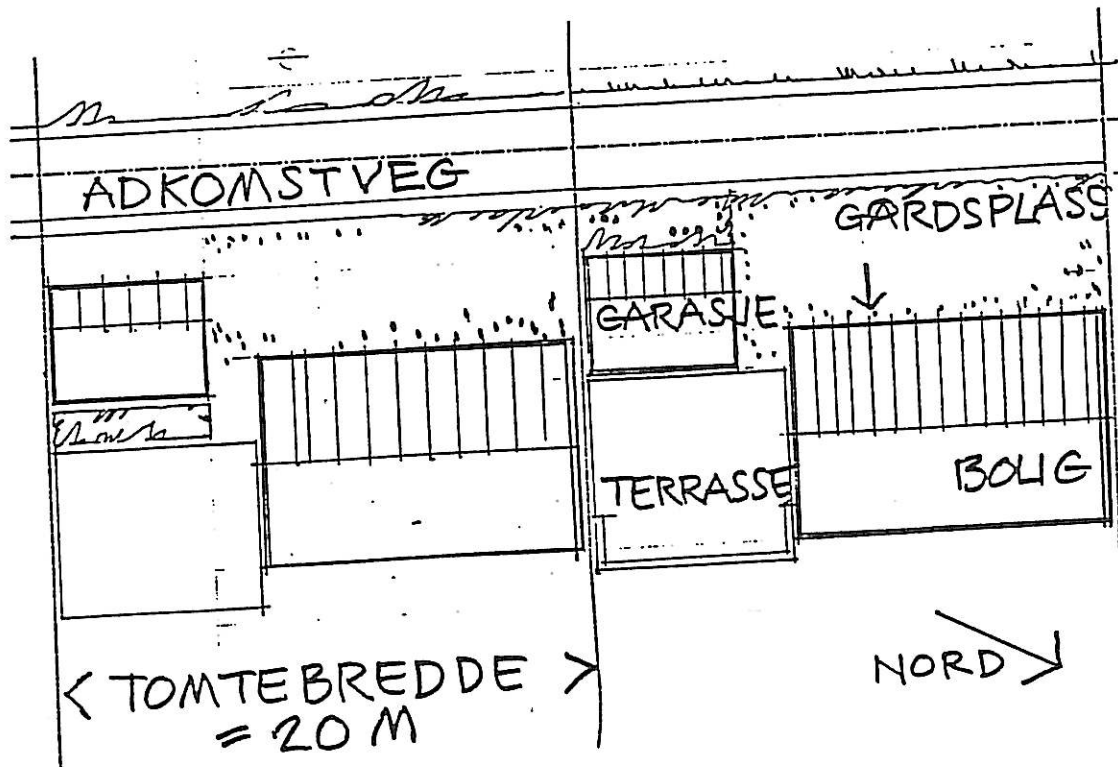 ADKOMSTVEG
GARDSPLASS
GARASJE
TERRASSE
BOLIG
< TOMTEBREDDE >
= 20 M
NORD